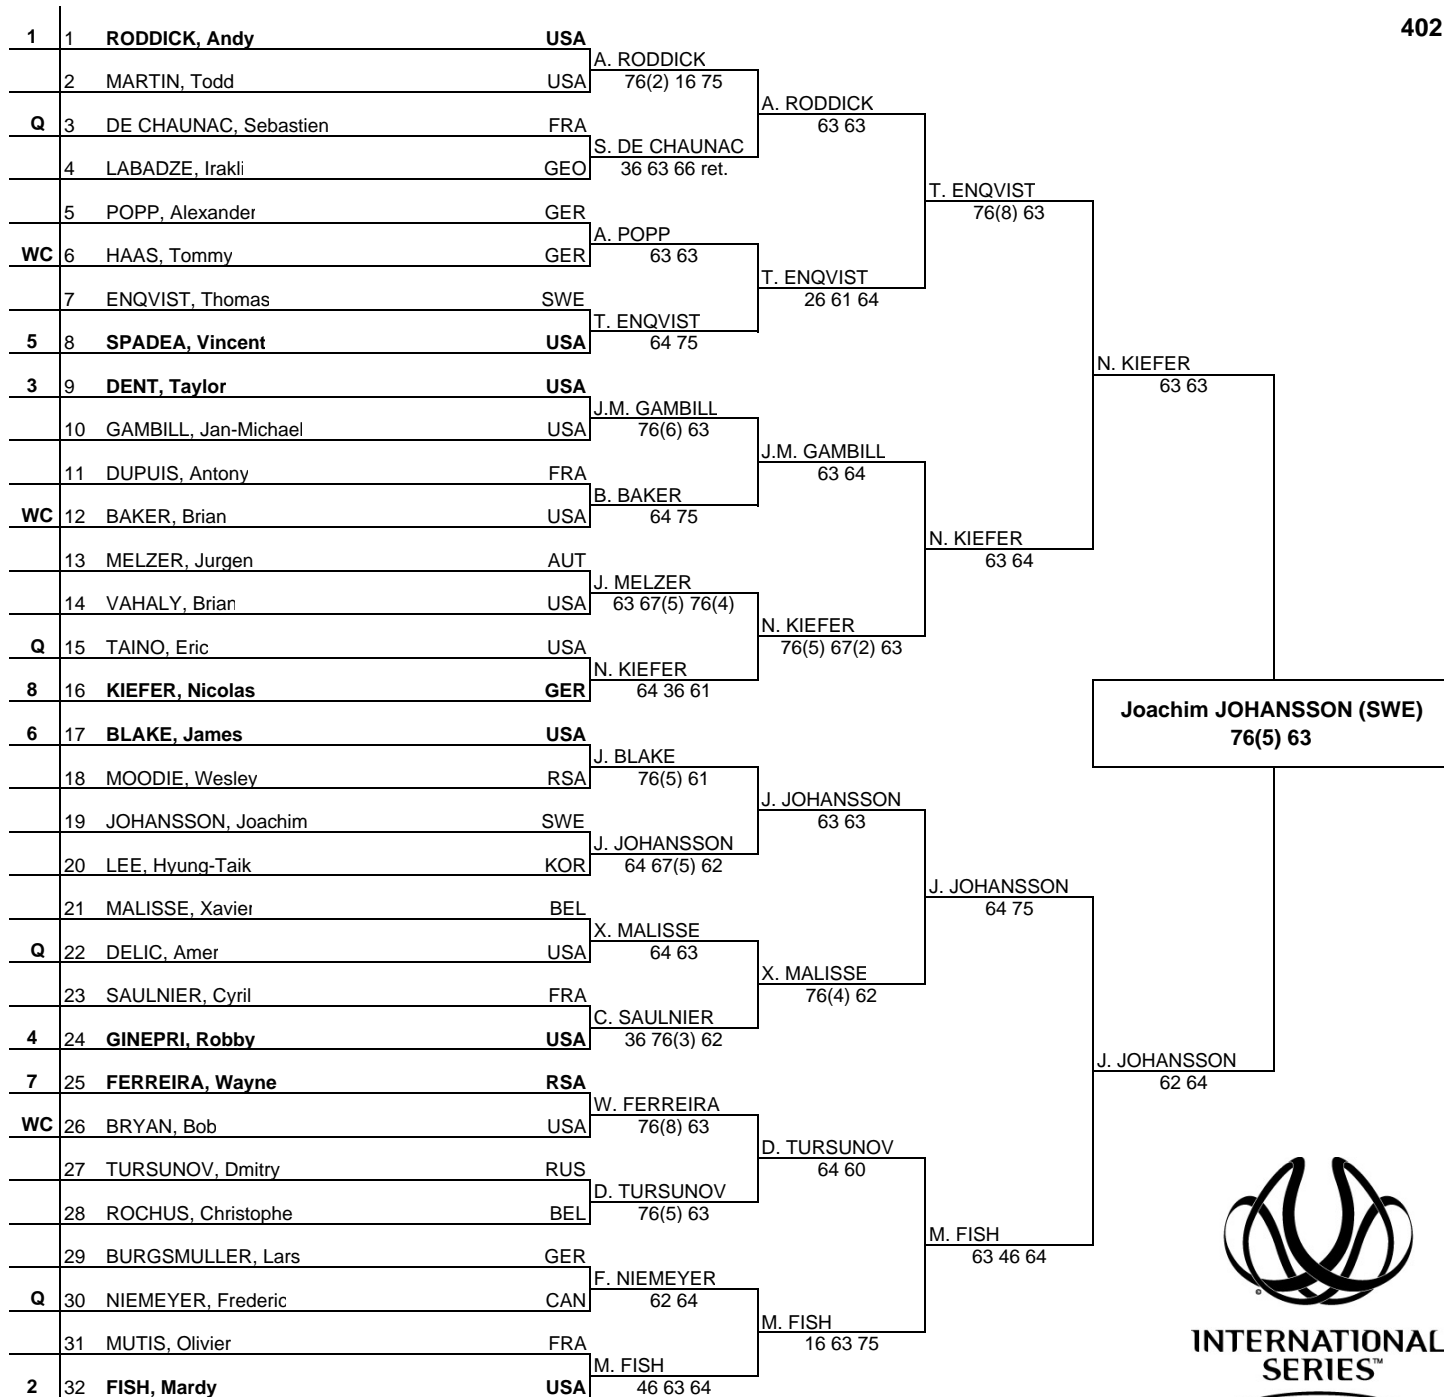 402
1 1 RODDICK, Andy USA
2 MARTIN, Todd USA
Q 3 DE CHAUNAC, Sebastien FRA
4 LABADZE, Irakli GEO
5 POPP, Alexander GER
WC 6 HAAS, Tommy GER
7 ENQVIST, Thomas SWE
5 8 SPADEA, Vincent USA
3 9 DENT, Taylor USA
10 GAMBILL, Jan-Michael USA
11 DUPUIS, Antony FRA
WC 12 BAKER, Brian USA
13 MELZER, Jurgen AUT
14 VAHALY, Brian USA
Q 15 TAINO, Eric USA
8 16 KIEFER, Nicolas GER
6 17 BLAKE, James USA
18 MOODIE, Wesley RSA
19 JOHANSSON, Joachim SWE
20 LEE, Hyung-Taik KOR
21 MALISSE, Xavier BEL
Q 22 DELIC, Amer USA
23 SAULNIER, Cyril FRA
4 24 GINEPRI, Robby USA
7 25 FERREIRA, Wayne RSA
WC 26 BRYAN, Bob USA
27 TURSUNOV, Dmitry RUS
28 ROCHUS, Christophe BEL
29 BURGSMULLER, Lars GER
Q 30 NIEMEYER, Frederic CAN
31 MUTIS, Olivier FRA
2 32 FISH, Mardy USA
A. RODDICK
76(2) 16 75
S. DE CHAUNAC
36 63 66 ret.
A. POPP
63 63
T. ENQVIST
64 75
J.M. GAMBILL
76(6) 63
B. BAKER
64 75
J. MELZER
63 67(5) 76(4)
N. KIEFER
64 36 61
J. BLAKE
76(5) 61
J. JOHANSSON
64 67(5) 62
X. MALISSE
64 63
C. SAULNIER
36 76(3) 62
W. FERREIRA
76(8) 63
D. TURSUNOV
76(5) 63
F. NIEMEYER
62 64
M. FISH
46 63 64
A. RODDICK
63 63
T. ENQVIST
26 61 64
J.M. GAMBILL
63 64
N. KIEFER
76(5) 67(2) 63
J. JOHANSSON
63 63
X. MALISSE
76(4) 62
D. TURSUNOV
64 60
M. FISH
16 63 75
T. ENQVIST
76(8) 63
N. KIEFER
63 64
J. JOHANSSON
64 75
M. FISH
63 46 64
N. KIEFER
63 63
J. JOHANSSON
62 64
Joachim JOHANSSON (SWE)
76(5) 63
INTERNATIONAL
SERIES™